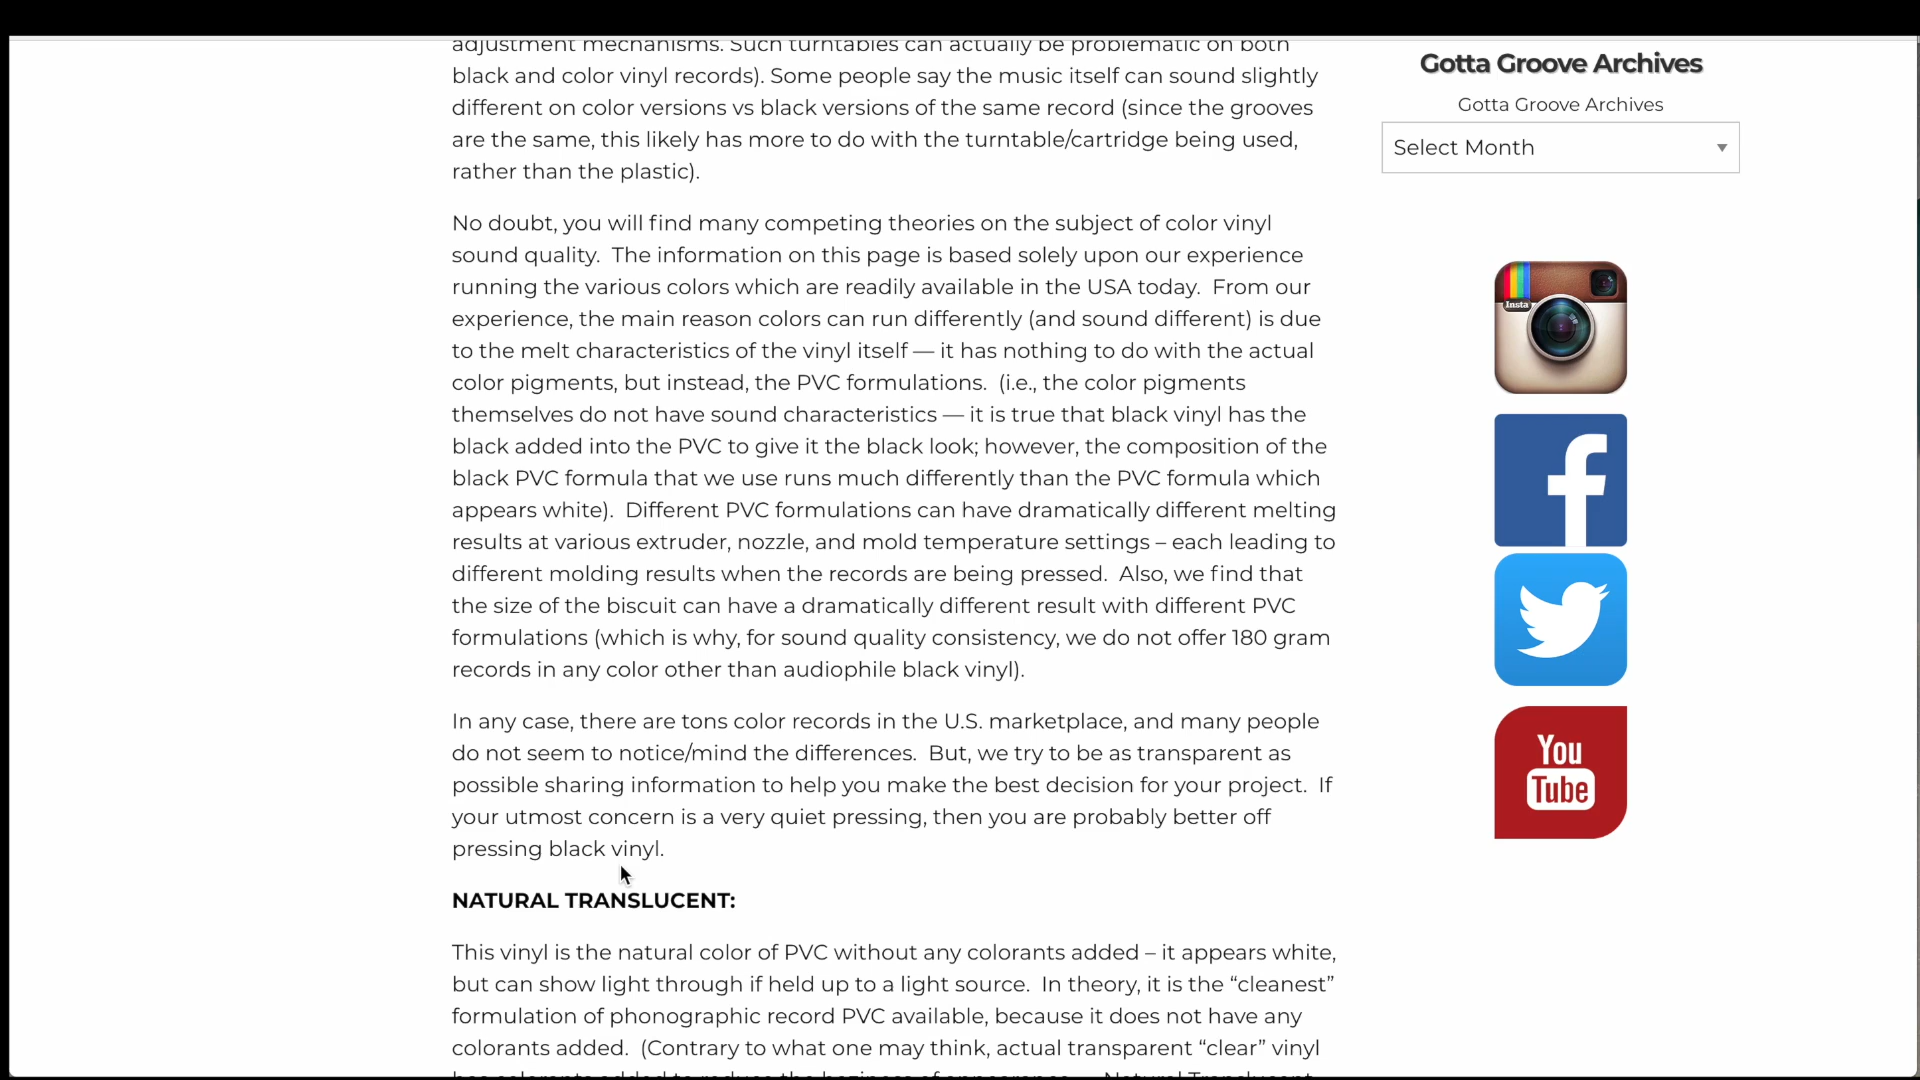 adjustment mechanisms. Such turntables can actually be problematic on both
black and color vinyl records). Some people say the music itself can sound slightly
different on color versions vs black versions of the same record (since the grooves
are the same, this likely has more to do with the turntable/cartridge being used,
rather than the plastic).
No doubt, you will find many competing theories on the subject of color vinyl
sound quality.  The information on this page is based solely upon our experience
running the various colors which are readily available in the USA today.  From our
experience, the main reason colors can run differently (and sound different) is due
to the melt characteristics of the vinyl itself — it has nothing to do with the actual
color pigments, but instead, the PVC formulations.  (i.e., the color pigments
themselves do not have sound characteristics — it is true that black vinyl has the
black added into the PVC to give it the black look; however, the composition of the
black PVC formula that we use runs much differently than the PVC formula which
appears white).  Different PVC formulations can have dramatically different melting
results at various extruder, nozzle, and mold temperature settings – each leading to
different molding results when the records are being pressed.  Also, we find that
the size of the biscuit can have a dramatically different result with different PVC
formulations (which is why, for sound quality consistency, we do not offer 180 gram
records in any color other than audiophile black vinyl).
In any case, there are tons color records in the U.S. marketplace, and many people
do not seem to notice/mind the differences.  But, we try to be as transparent as
possible sharing information to help you make the best decision for your project.  If
your utmost concern is a very quiet pressing, then you are probably better off
pressing black vinyl.
NATURAL TRANSLUCENT:
This vinyl is the natural color of PVC without any colorants added – it appears white,
but can show light through if held up to a light source.  In theory, it is the “cleanest”
formulation of phonographic record PVC available, because it does not have any
colorants added.  (Contrary to what one may think, actual transparent “clear” vinyl
Gotta Groove Archives
Gotta Groove Archives
Select Month
Insta
f
You
Tube